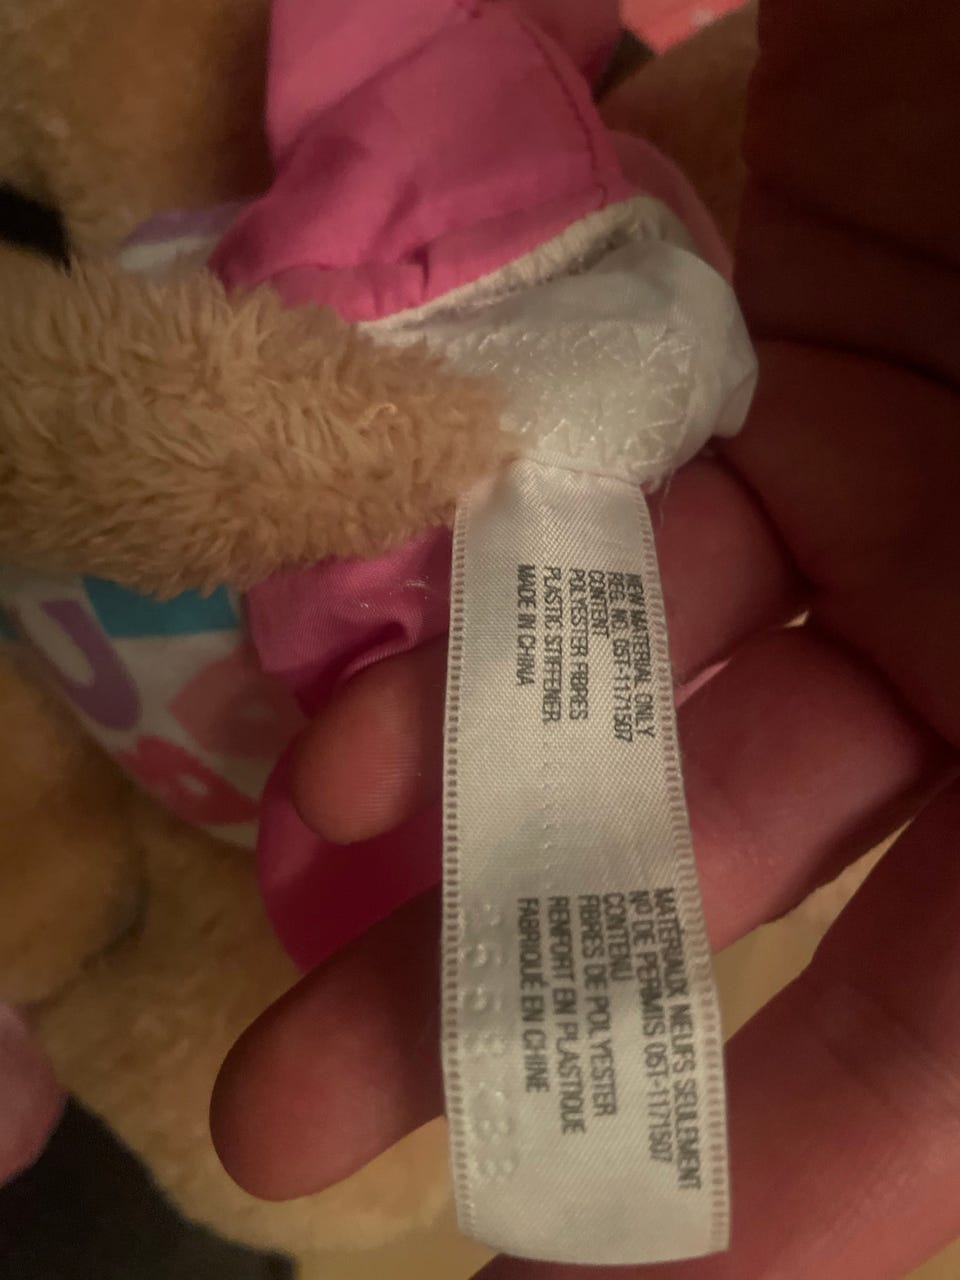 NEW MATERIAL ONLY
REG. NO. 05T-1171507
CONTENT
POLYESTER FIBRES
PLASTIC STIFFENER
MADE IN CHINA
MATERIAUX NEUFS SEULEMENT
Nº DE PERMIS 05T-1171507
CONTENU
FIBRES DE POLYESTER
RENFORT EN PLASTIQUE
FABRIQUÉ EN CHINE